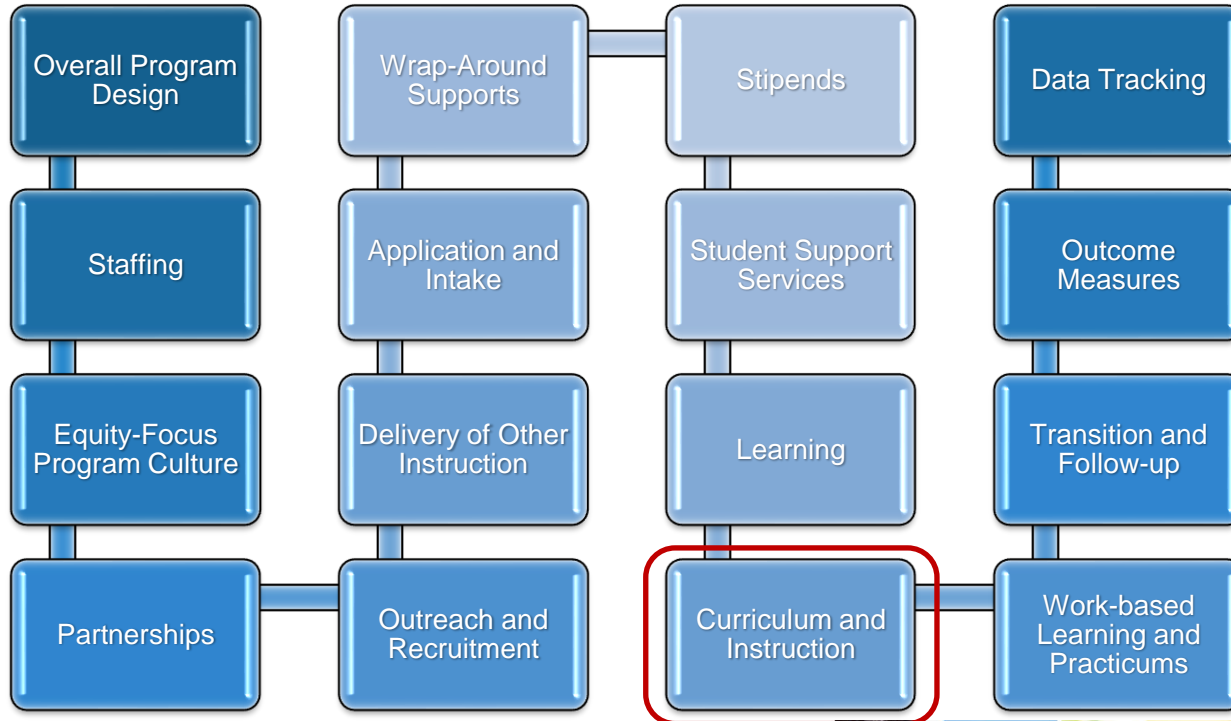 Overall Program
Design
Wrap-Around
Supports
Stipends
Data Tracking
Staffing
Application and
Intake
Student Support
Services
Outcome
Measures
Equity-Focus
Program Culture
Delivery of Other
Instruction
Learning
Transition and
Follow-up
Partnerships
Outreach and
Recruitment
Curriculum and
Instruction
Work-based
Learning and
Practicums